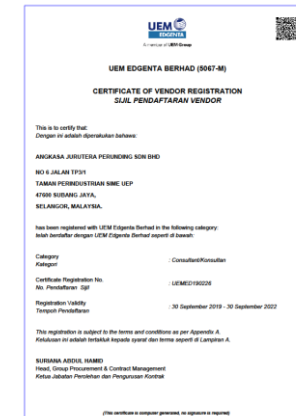 UEM
EDGENTA
UEM EDGENTA BERHAD (5067-M)
CERTIFICATE OF VENDOR REGISTRATION
SIJIL PENDAFTARAN VENDOR
This is to certify that:
Dengan ini adalah diperakukan bahawa:
ANGKASA JURUTERA PERUNDING SDN BHD
NO 6 JALAN TP3/1
TAMAN PERINDUSTRIAN SIME UEP
47600 SUBANG JAYA,
SELANGOR, MALAYSIA.
has been registered with UEM Edgenta Berhad in the following category:
telah berdaftar dengan UEM Edgenta Berhad seperti di bawah:
Category : Consultant/Konsultan
Kategori
Certificate Registration No. : UEMED190226
No. Pendaftaran Sijil
Registration Validity : 30 September 2019 - 30 September 2022
Tempoh Pendaftaran
This registration is subject to the terms and conditions as per Appendix A.
Kelulusan ini adalah tertakluk kepada syarat dan terma seperti di Lampiran A.
SURIANA ABDUL HAMID
Head, Group Procurement & Contract Management
Ketua Jabatan Perolehan dan Pengurusan Kontrak
(This certificate is computer generated, no signature is required)